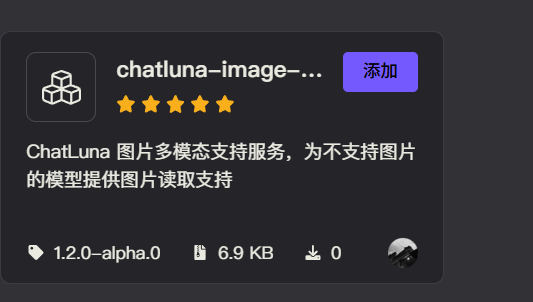 chatluna-image-...
添加
ChatLuna 图片多模态支持服务，为不支持图片
的模型提供图片读取支持
1.2.0-alpha.0
6.9 KB
0